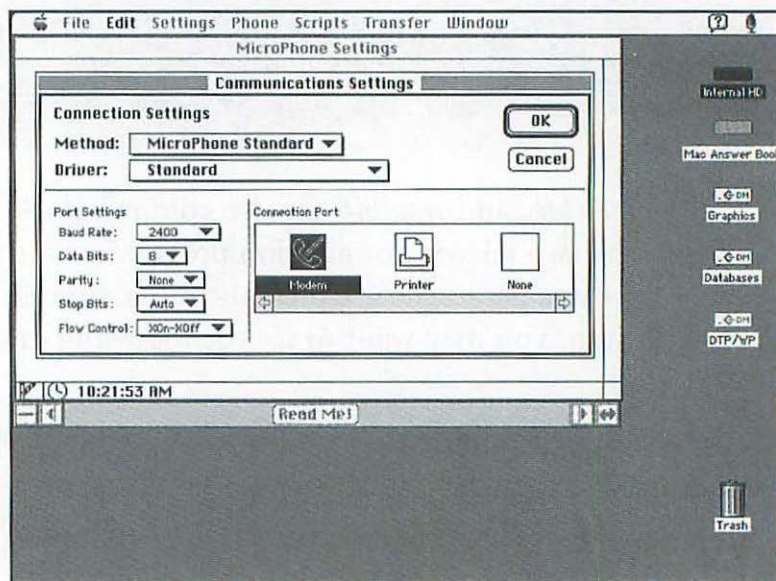 File Edit Settings Phone Scripts Transfer Window
MicroPhone Settings
Communications Settings
Connection Settings
OK
Method: MicroPhone Standard
Cancel
Driver: Standard
Port Settings
Connection Port
Baud Rate: 2400
Data Bits: 8
Parity: None
Stop Bits: Auto
Flow Control: XOn-XOff
Modem
Printer
None
10:21:53 AM
Read Me!
Internal HD
Mac Answer Book
Graphics
Databases
DTP/WP
Trash